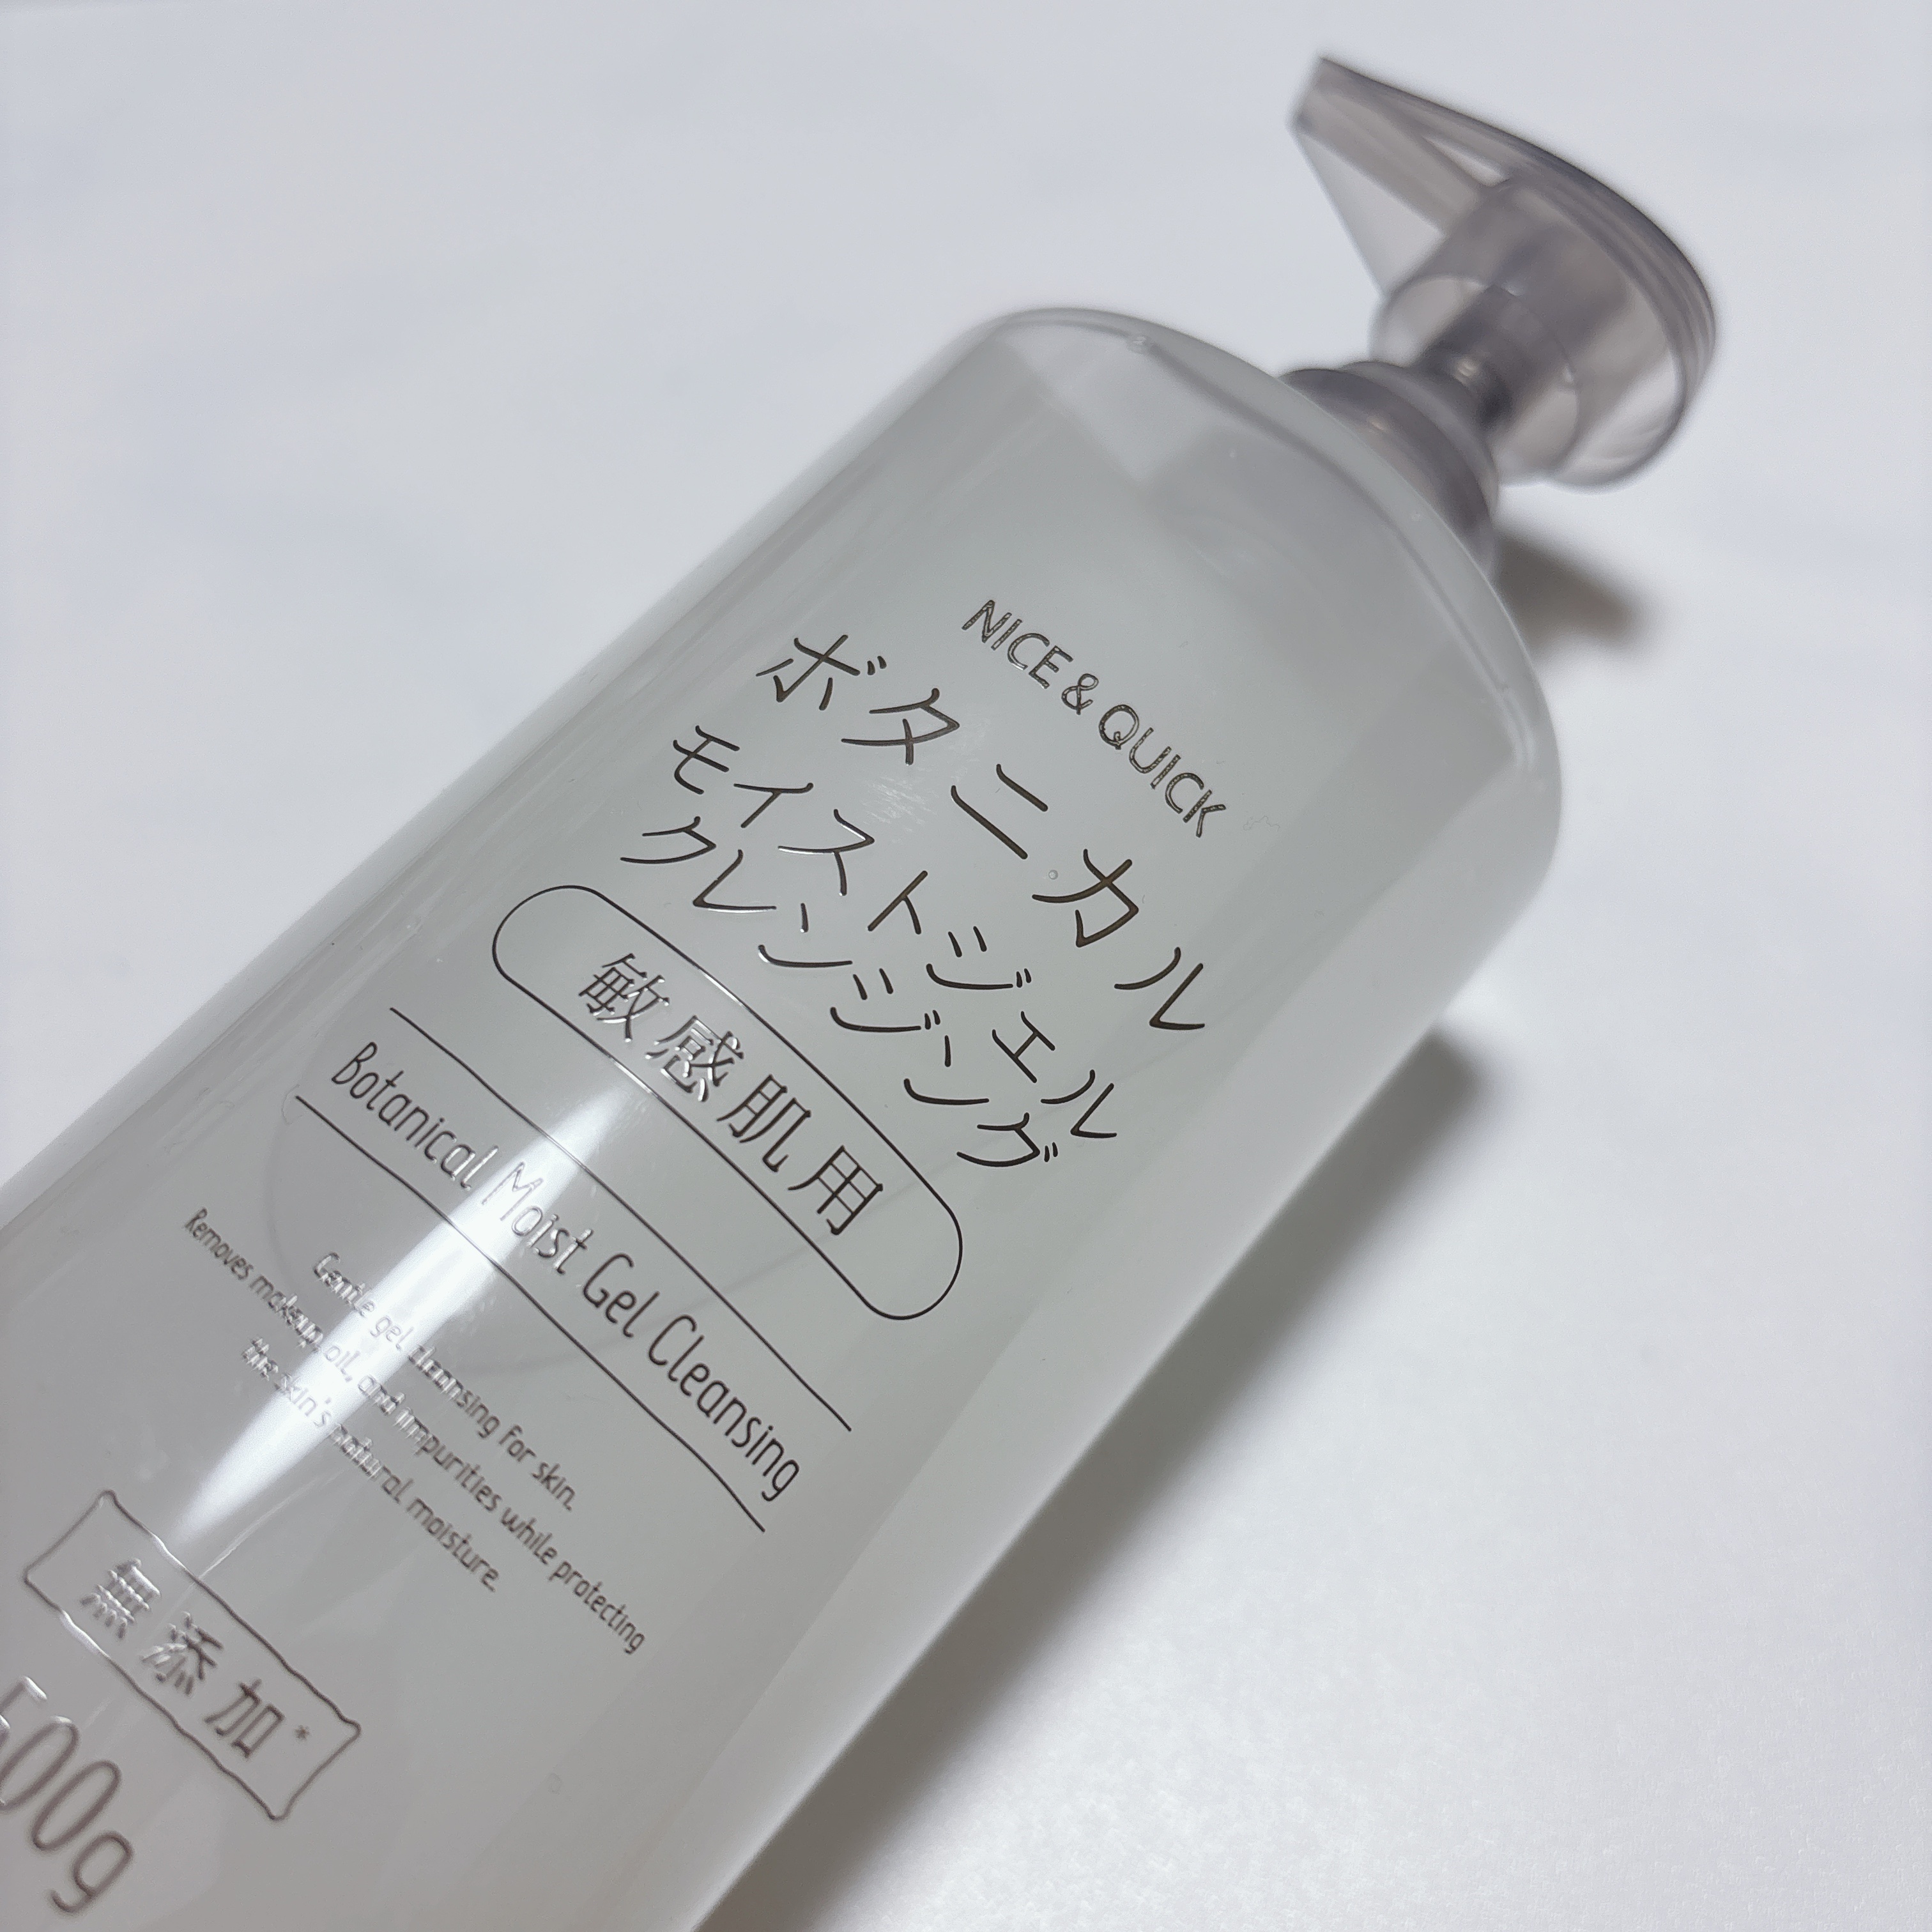 NICE & QUICK
ボタニカル
モイストジェル
クレンジング
敏感肌用
Botanical Moist Gel Cleansing
Gentle gel cleansing for skin.
Removes makeup, oil, and impurities while protecting
the skin's natural moisture.
無添加*
500g